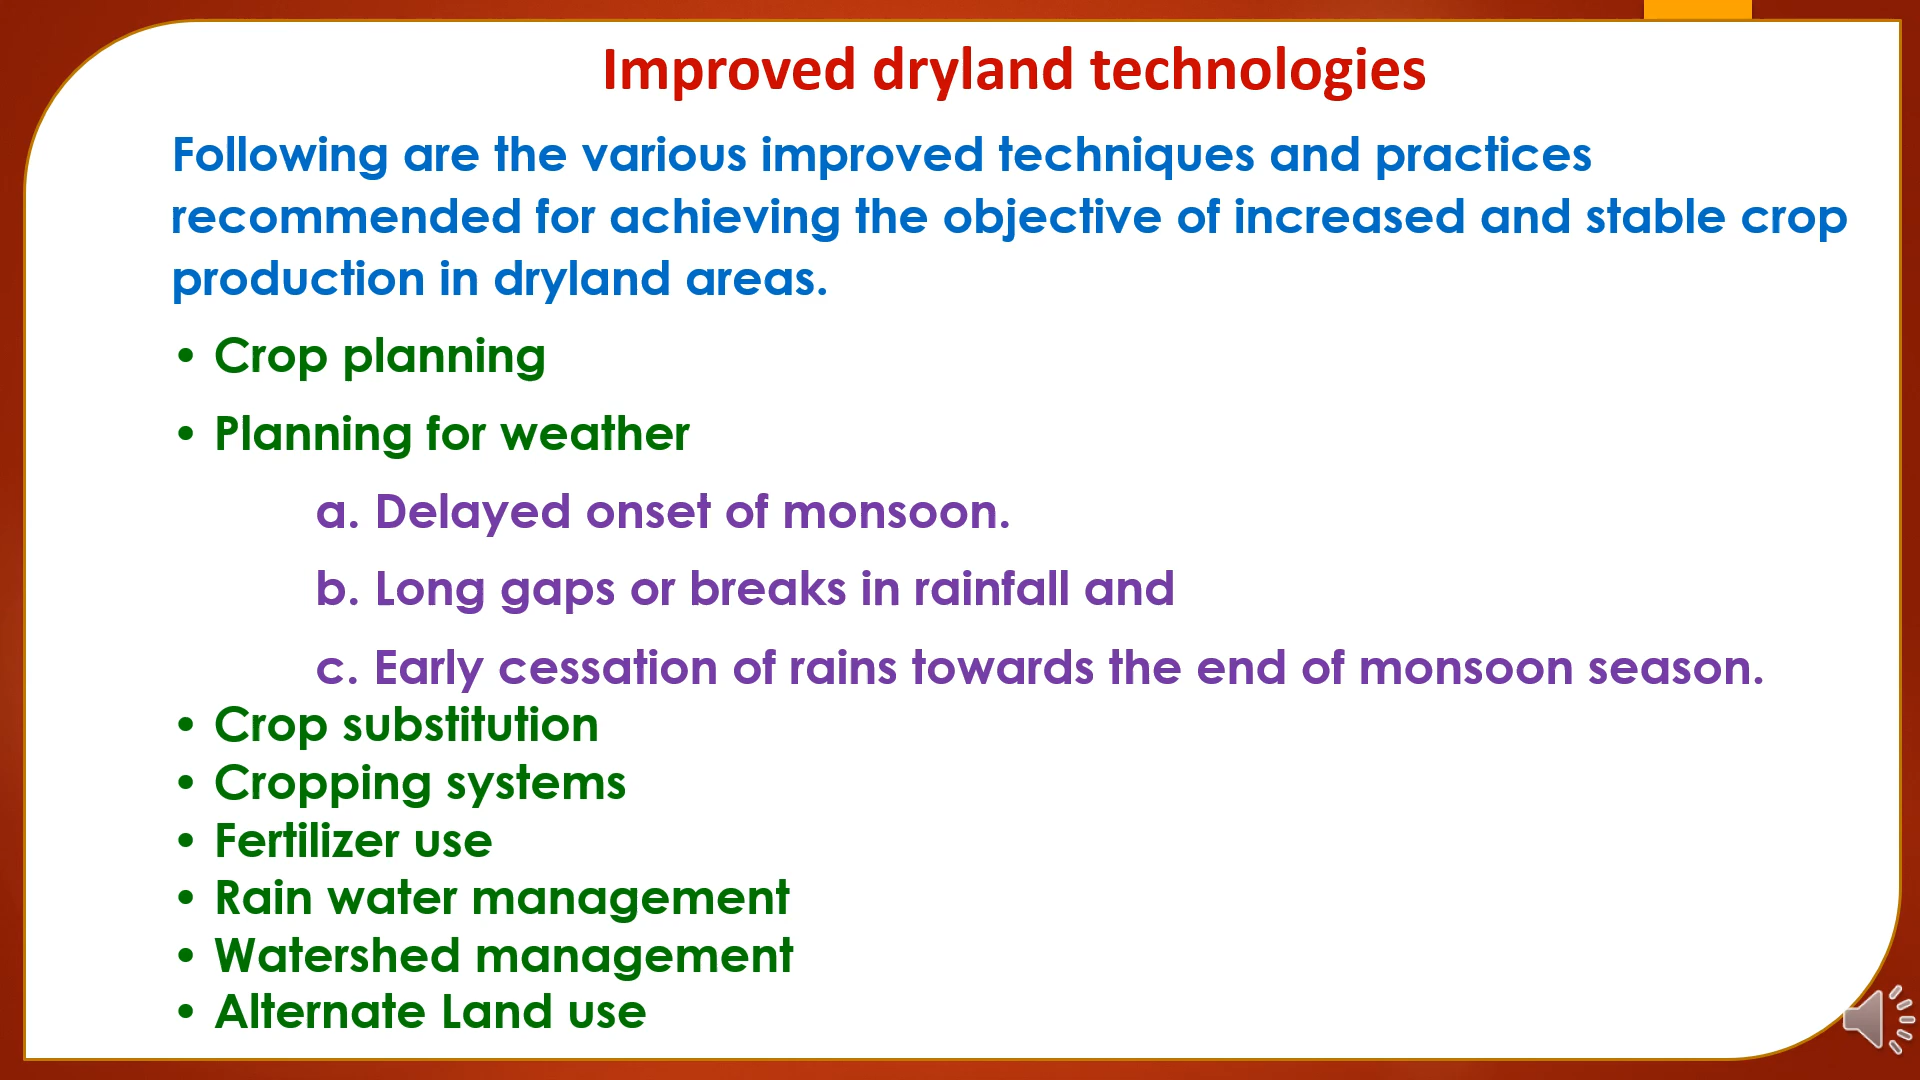 Improved dryland technologies
Following are the various improved techniques and practices
recommended for achieving the objective of increased and stable crop
production in dryland areas.
• Crop planning
• Planning for weather
a. Delayed onset of monsoon.
b. Long gaps or breaks in rainfall and
c. Early cessation of rains towards the end of monsoon season.
• Crop substitution
• Cropping systems
• Fertilizer use
• Rain water management
• Watershed management
• Alternate Land use